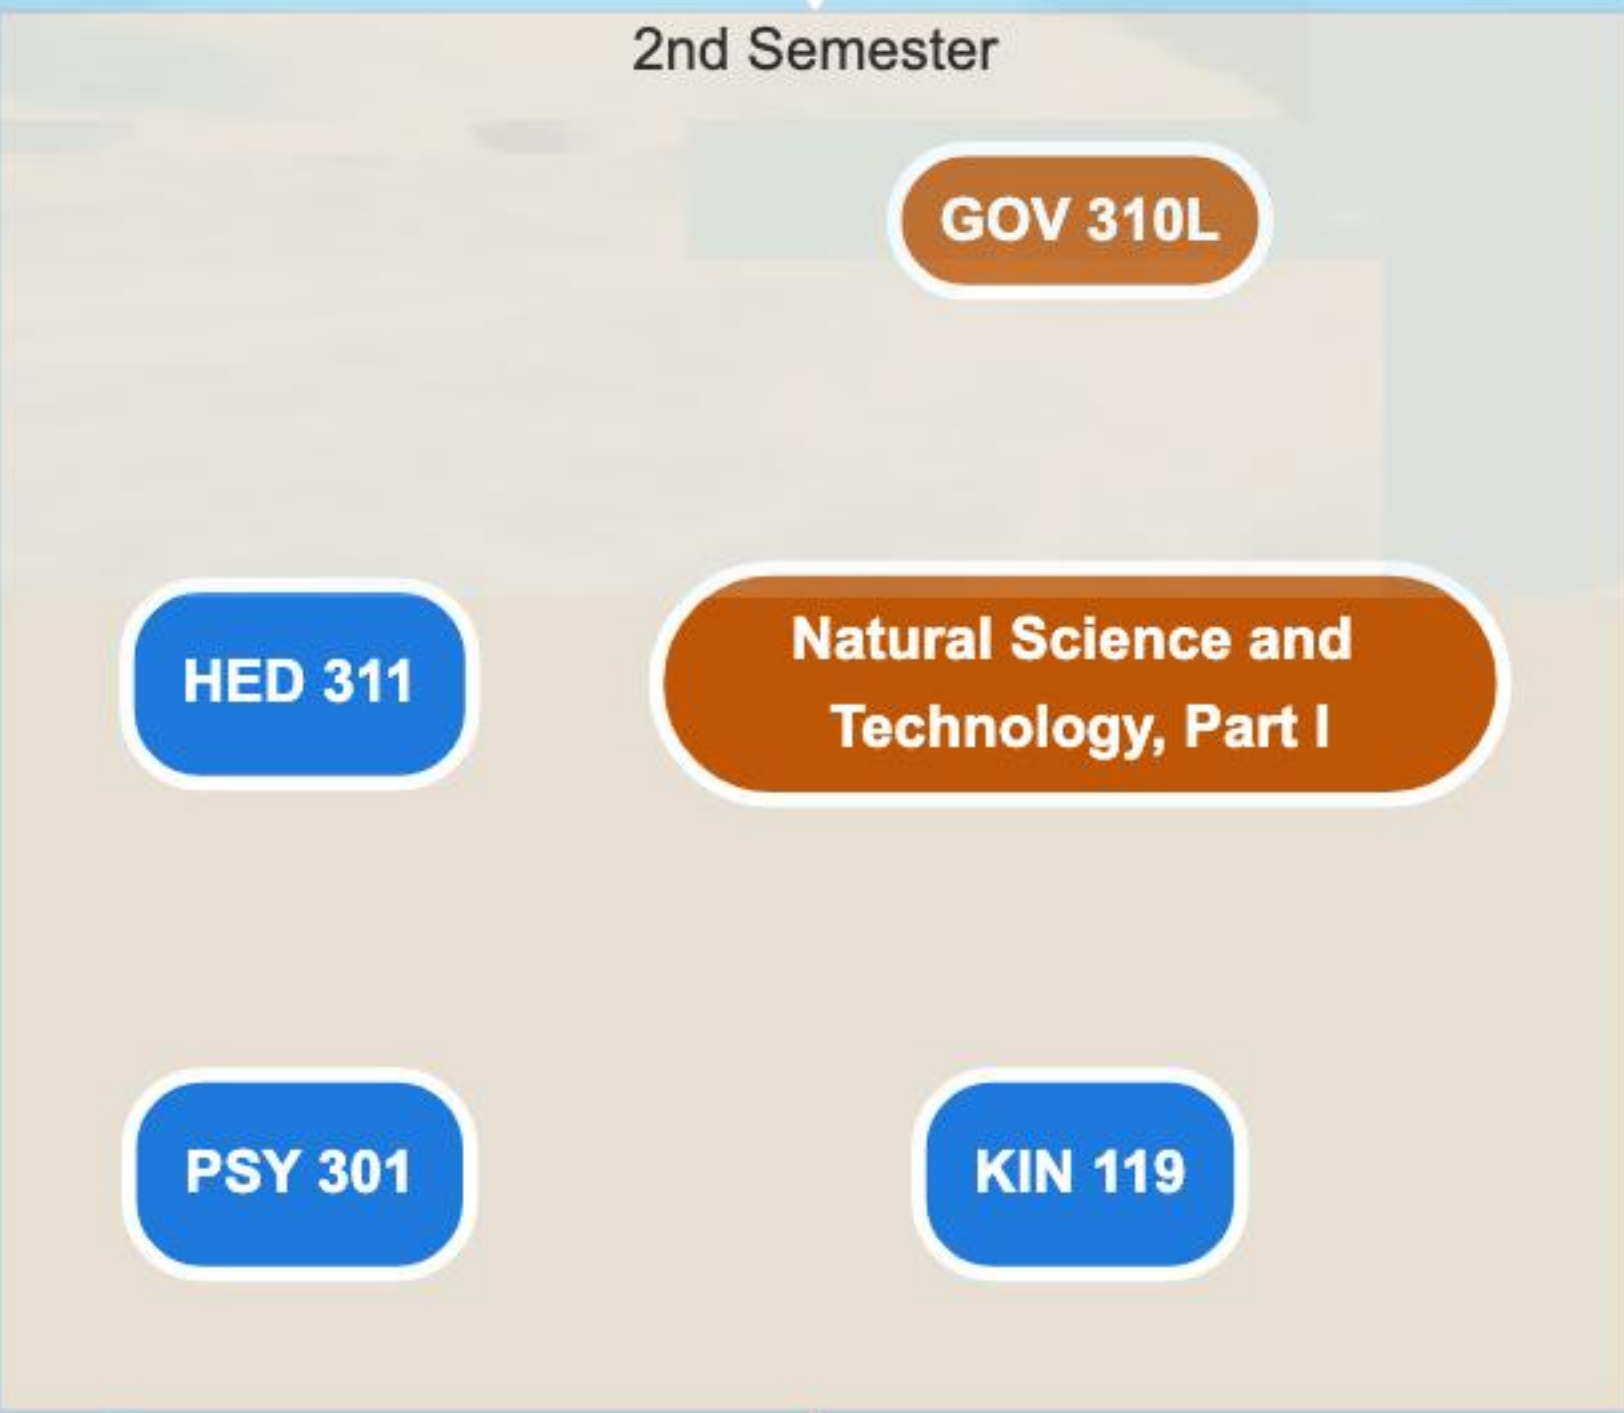 2nd Semester
GOV 310L
HED 311
Natural Science and
Technology, Part I
PSY 301
KIN 119